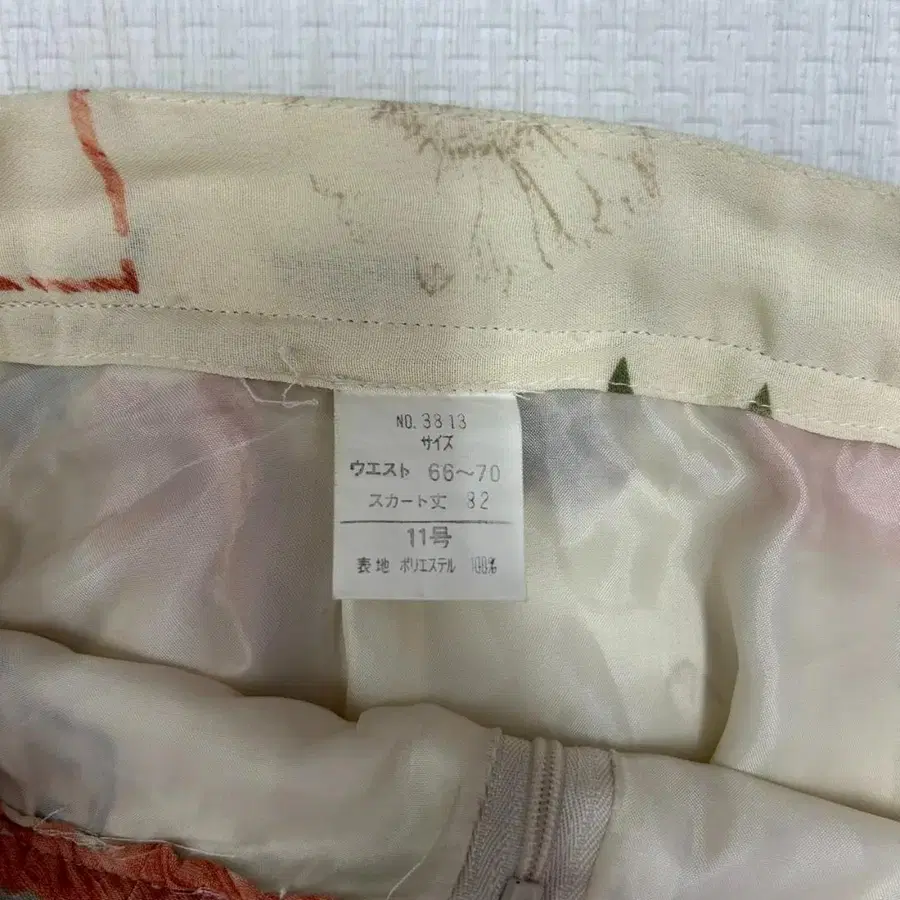 NO. 3313
サイズ
ウエスト 66〜70
スカート丈 82
11号
表地 ポリエステル 100%